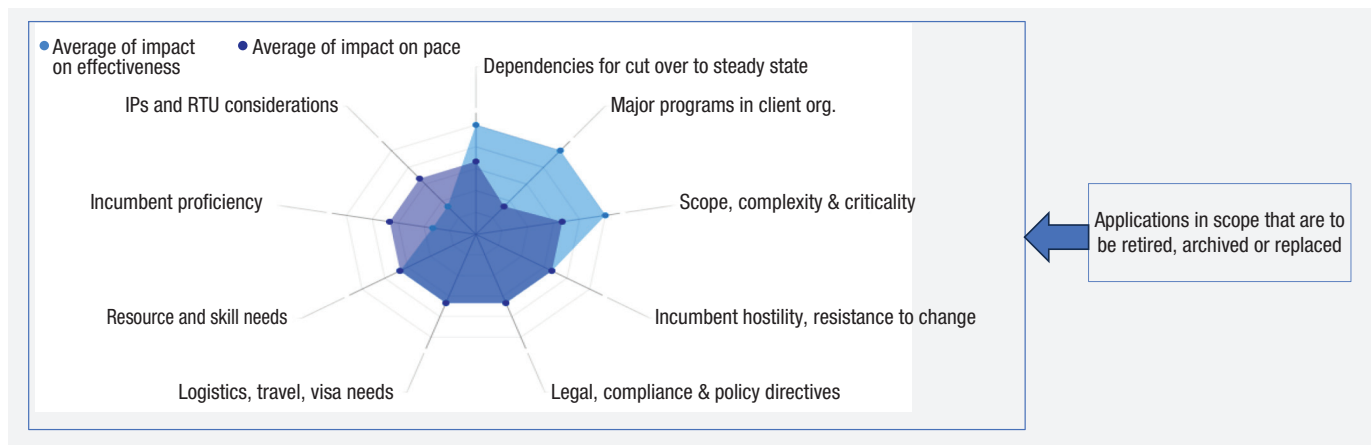 Average of impact
on effectiveness
Average of impact on pace
Dependencies for cut over to steady state
IPs and RTU considerations
Major programs in client org.
Incumbent proficiency
Scope, complexity & criticality
Applications in scope that are to
be retired, archived or replaced
Resource and skill needs
Incumbent hostility, resistance to change
Logistics, travel, visa needs
Legal, compliance & policy directives